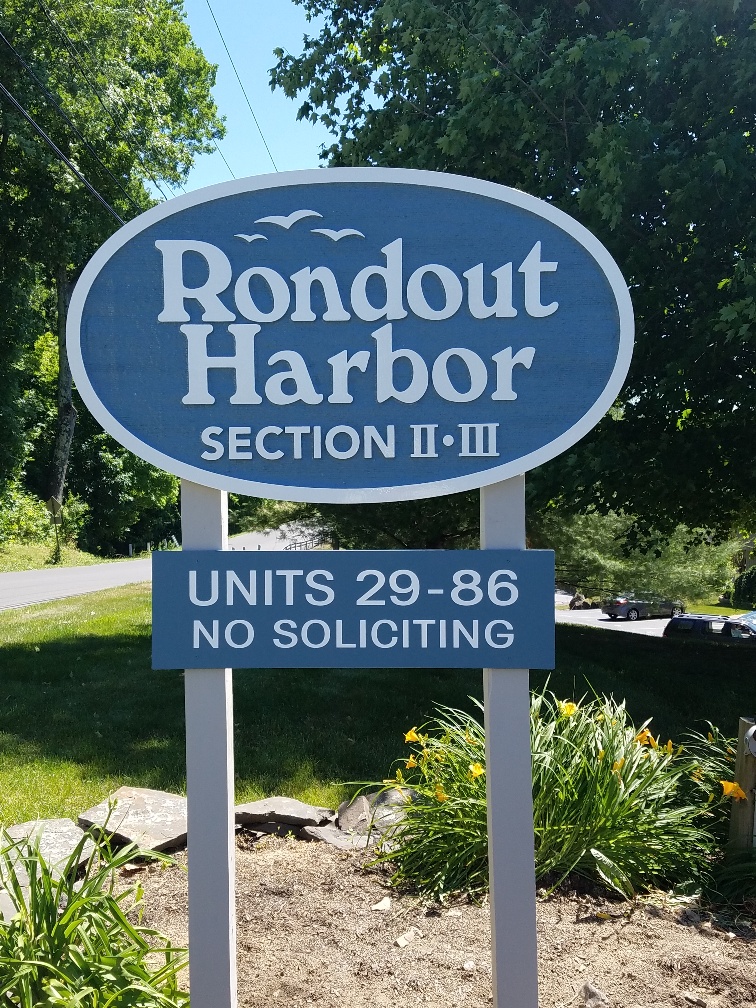 Rondout
Harbor
SECTION II•III
UNITS 29-86
NO SOLICITING